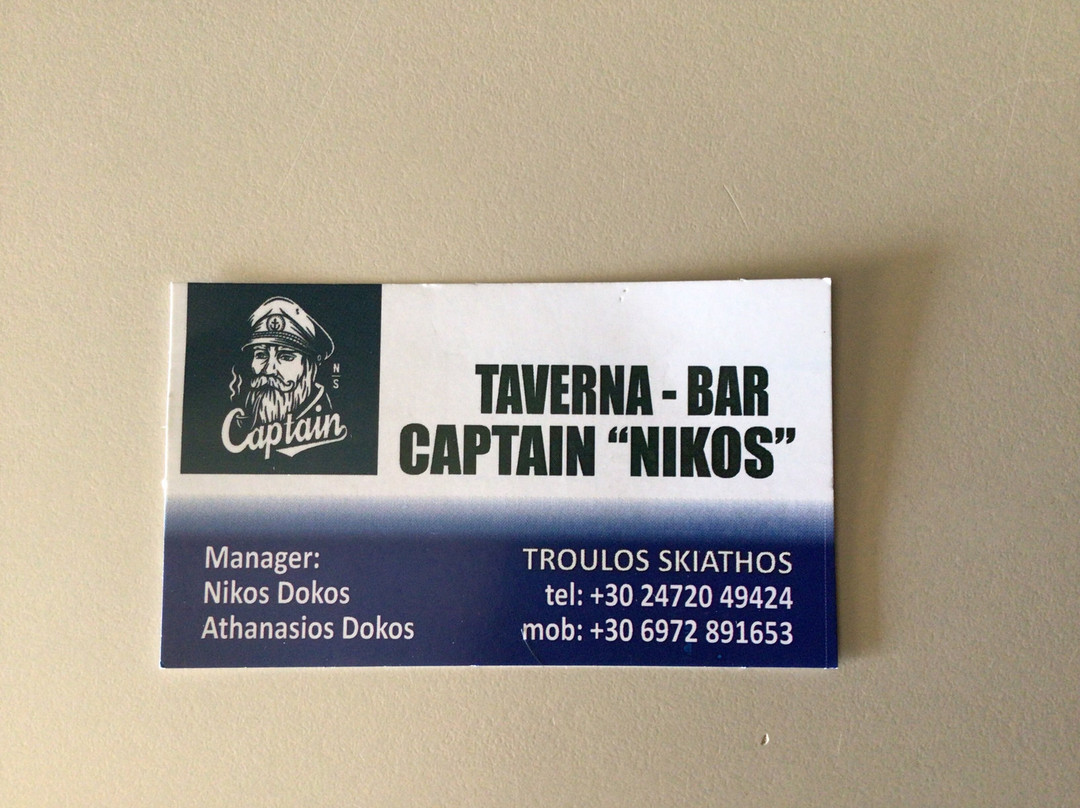 N
S
Captain
TAVERNA - BAR
CAPTAIN “NIKOS”
Manager:
Nikos Dokos
Athanasios Dokos
TROULOS SKIATHOS
tel: +30 24720 49424
mob: +30 6972 891653